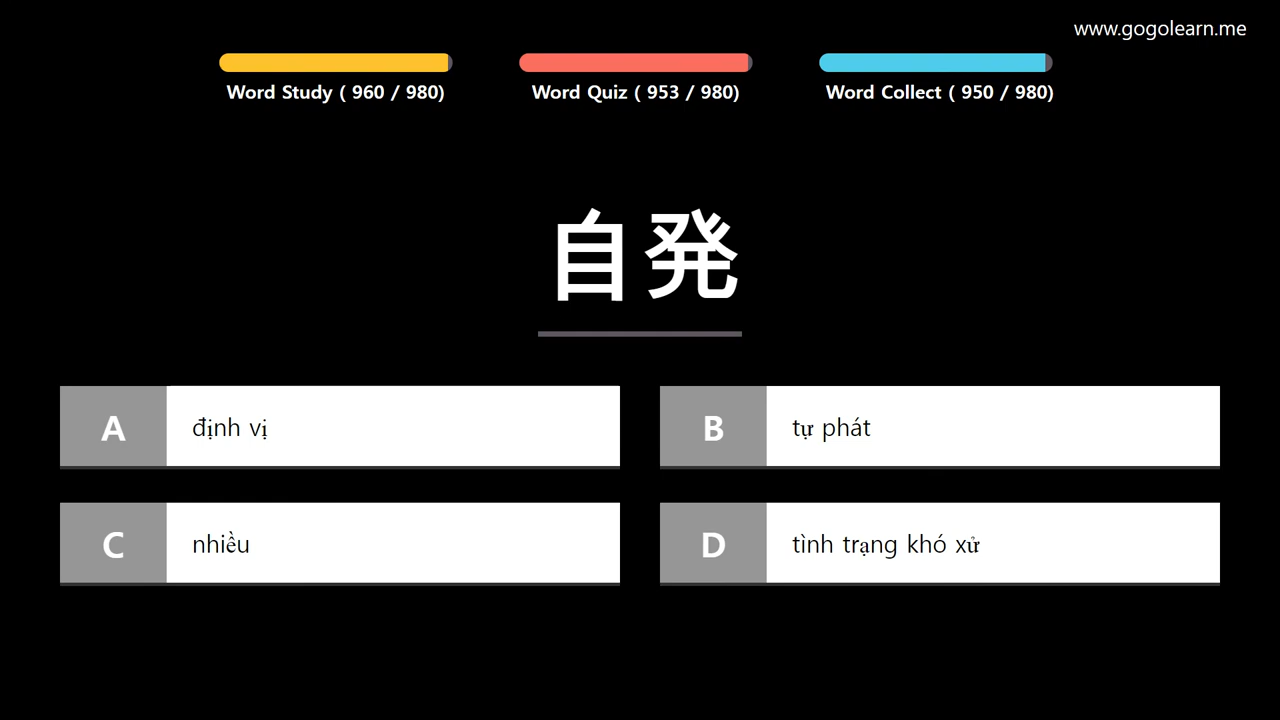 www.gogolearn.me
Word Study ( 960 / 980)
Word Quiz ( 953 / 980)
Word Collect ( 950 / 980)
自発
A định vị
B tự phát
C nhiều
D tình trạng khó xử